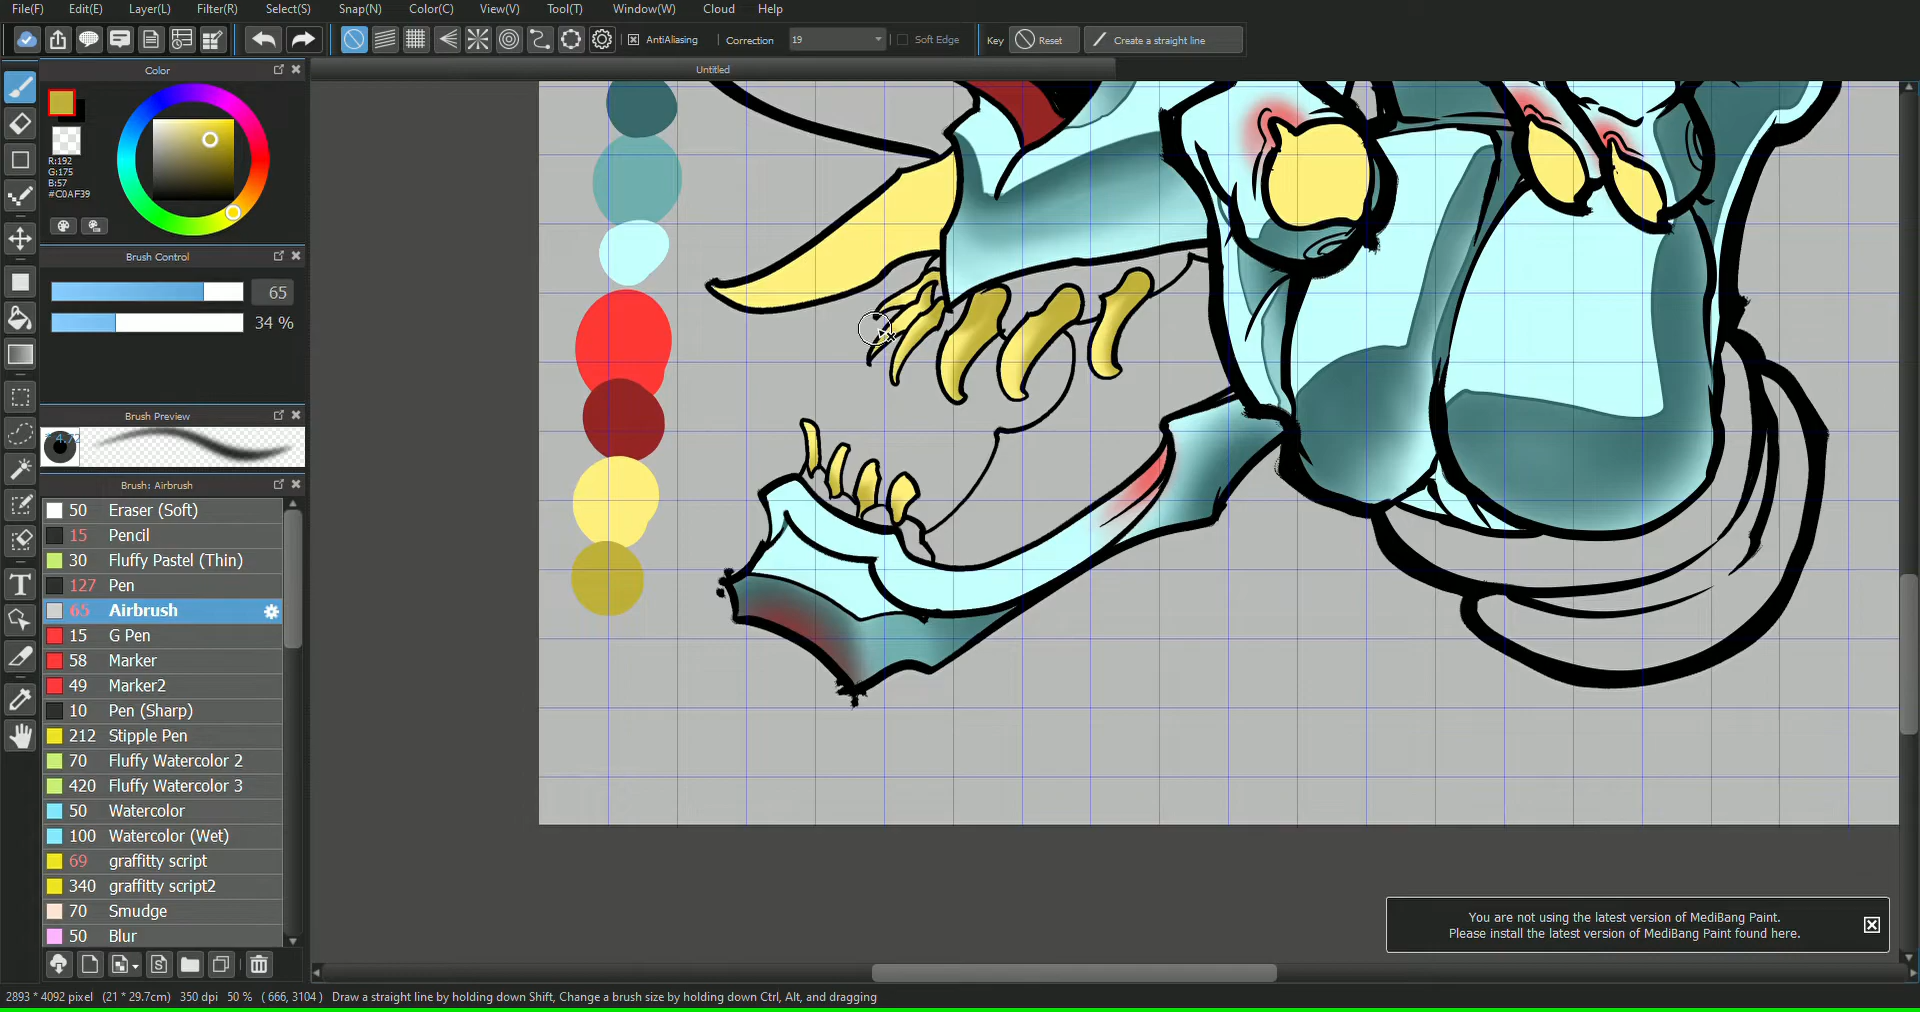 File(F) Edit(E) Layer(L) Filter(R) Select(S) Snap(N) Color(C) View(V) Tool(T) Window(W) Cloud Help
AntiAliasing Correction 19 Soft Edge Key Reset Create a straight line
Color
Untitled
R:192
G:175
B:57
#C0AF39
Brush Control
65
34 %
Brush Preview
* 4.72
Brush: Airbrush
50 Eraser (Soft)
15 Pencil
30 Fluffy Pastel (Thin)
127 Pen
65 Airbrush
15 G Pen
58 Marker
49 Marker2
10 Pen (Sharp)
212 Stipple Pen
70 Fluffy Watercolor 2
420 Fluffy Watercolor 3
50 Watercolor
100 Watercolor (Wet)
69 graffitty script
340 graffitty script2
70 Smudge
50 Blur
You are not using the latest version of MediBang Paint.
Please install the latest version of MediBang Paint found here.
2893 * 4092 pixel (21 * 29.7cm) 350 dpi 50 % ( 666, 3104 ) Draw a straight line by holding down Shift, Change a brush size by holding down Ctrl, Alt, and dragging